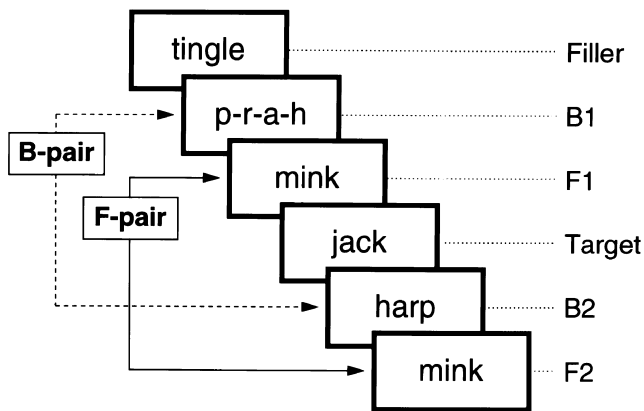 tingle
Filler
p-r-a-h
B1
B-pair
mink
F1
F-pair
jack
Target
harp
B2
mink
F2